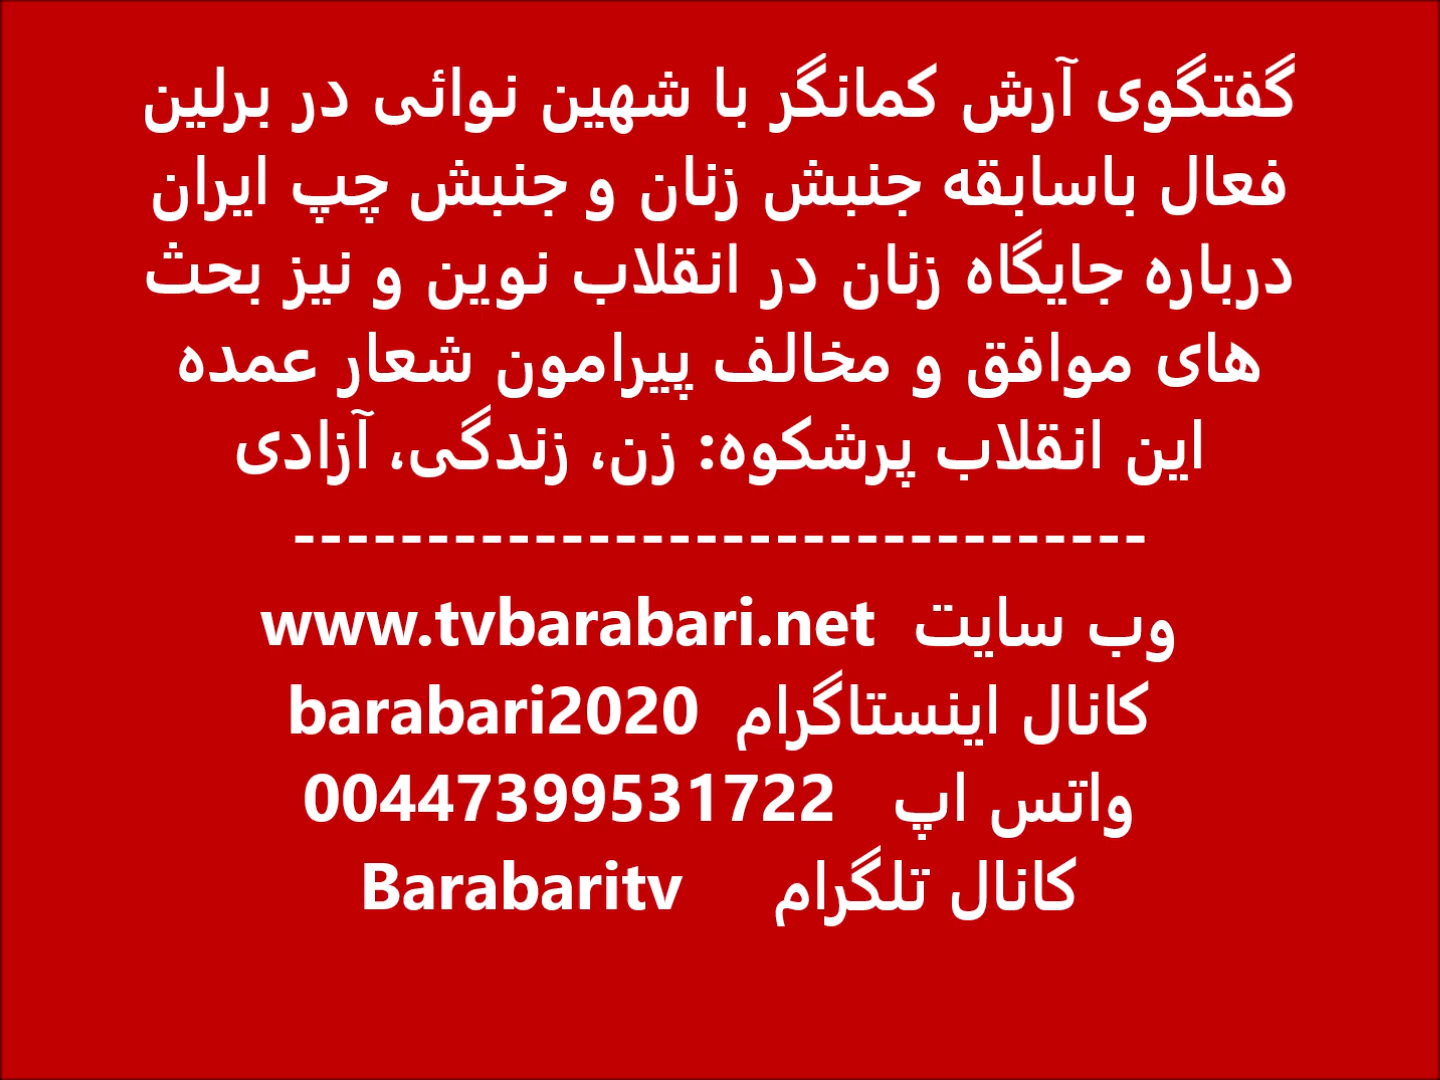 گفتگوی آرش کمانگر با شهین نوائی در برلین
فعال باسابقه جنبش زنان و جنبش چپ ایران
درباره جایگاه زنان در انقلاب نوین و نیز بحث
های موافق و مخالف پیرامون شعار عمده
این انقلاب پرشکوه: زن، زندگی، آزادی
--------------------------------
وب سایت  www.tvbarabari.net
کانال اینستاگرام  barabari2020
واتس اپ   00447399531722
کانال تلگرام     Barabaritv